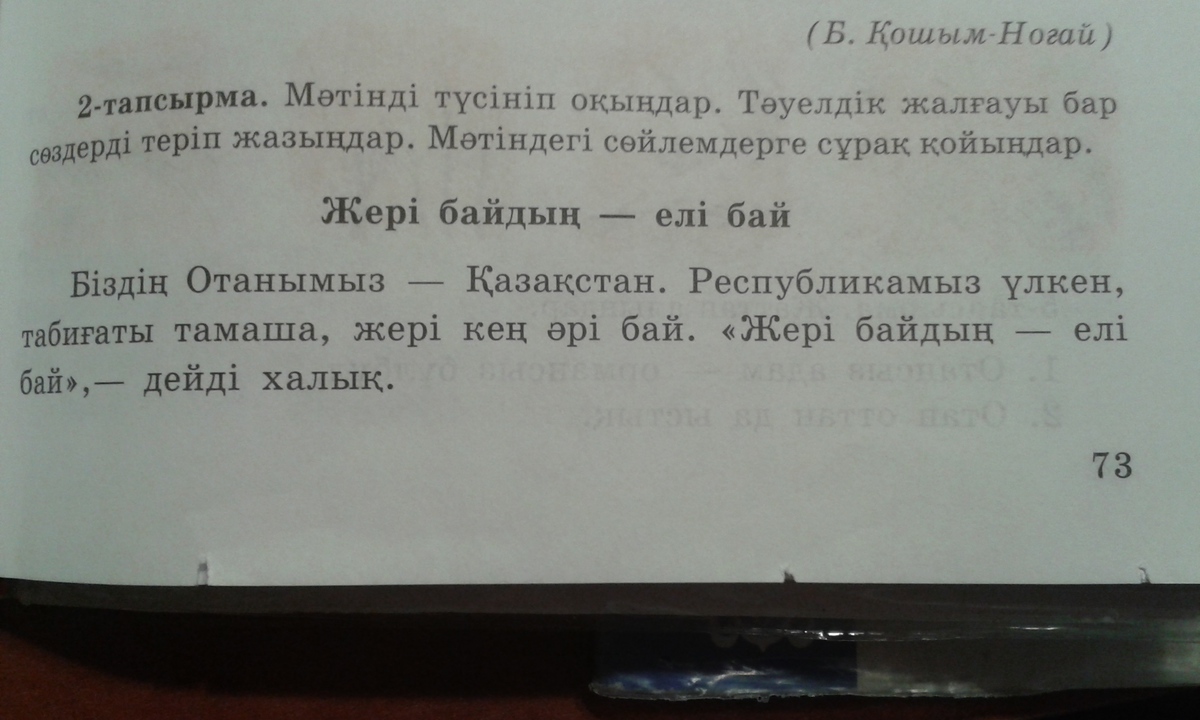 (Б. Қошым-Ноғай)
2-тапсырма. Мәтінді түсініп оқыңдар. Тәуелдік жалғауы бар
сөздерді теріп жазыңдар. Мәтіндегі сөйлемдерге сұрақ қойыңдар.
Жері байдың — елі бай
Біздің Отанымыз — Қазақстан. Республикамыз үлкен,
табиғаты тамаша, жері кең әрі бай. «Жері байдың — елі
бай»,— дейді халық.
73